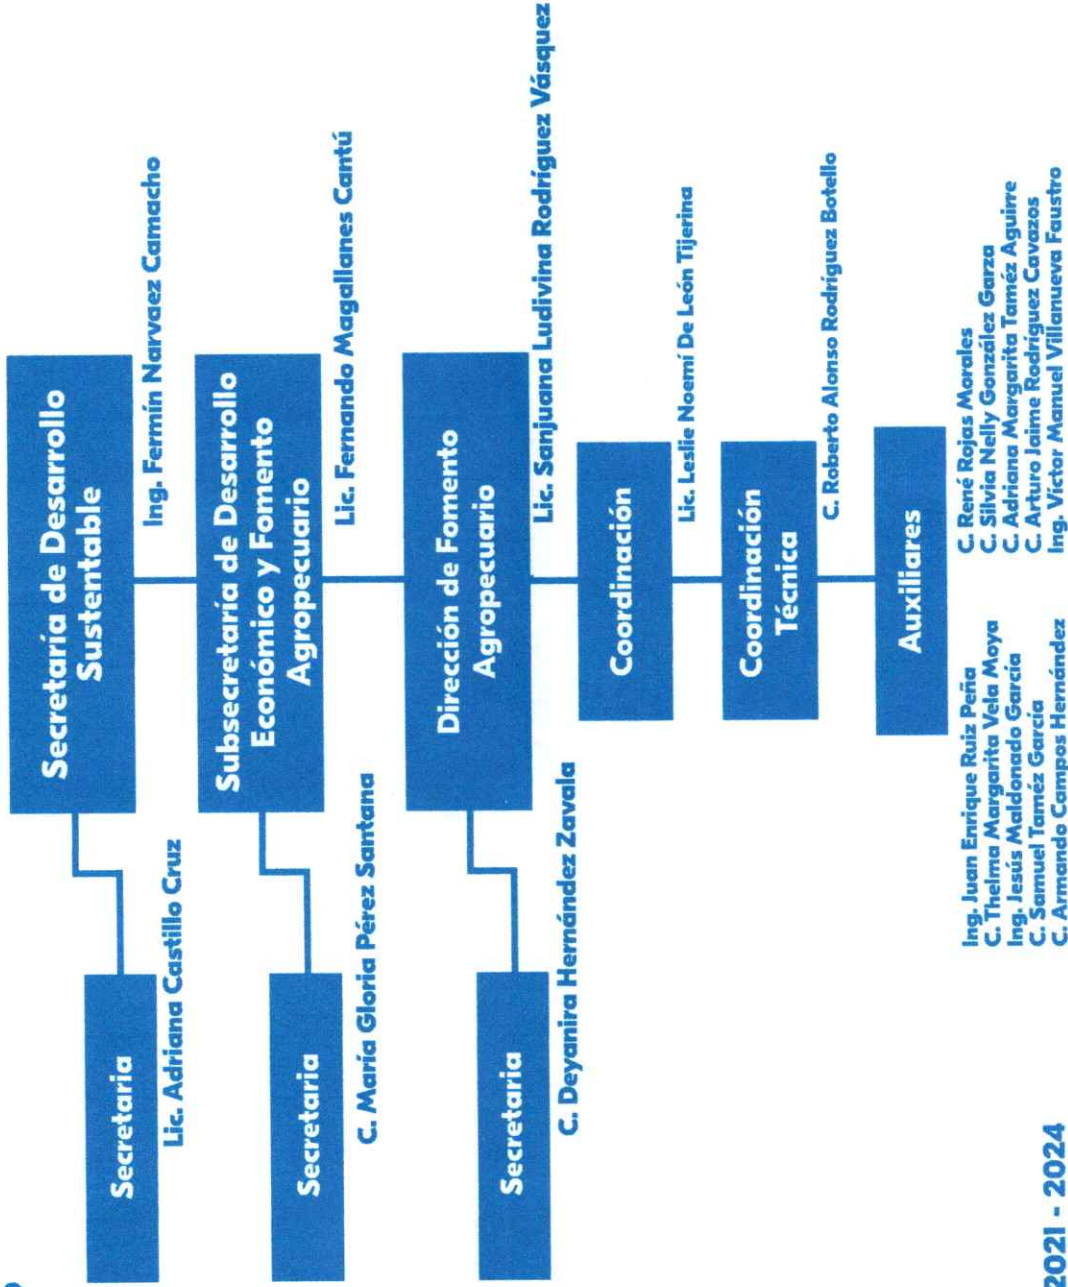 Secretaría de Desarrollo
Sustentable
Ing. Fermín Narvaez Camacho
Secretaria
Lic. Adriana Castillo Cruz
Subsecretaría de Desarrollo
Económico y Fomento
Agropecuario
Lic. Fernando Magallanes Cantú
Secretaria
C. María Gloria Pérez Santana
Dirección de Fomento
Agropecuario
Lic. Sanjuana Ludivina Rodríguez Vásquez
Secretaria
C. Deyanira Hernández Zavala
Coordinación
Lic. Leslie Noemí De León Tijerina
Coordinación
Técnica
C. Roberto Alonso Rodríguez Botello
Auxiliares
Ing. Juan Enrique Ruiz Peña
C. Thelma Margarita Vela Moya
Ing. Jesús Maldonado García
C. Samuel Taméz García
C. Armando Campos Hernández
C. René Rojas Morales
C. Silvia Nelly González Garza
C. Adriana Margarita Taméz Aguirre
C. Arturo Jaime Rodríguez Cavazos
Ing. Víctor Manuel Villanueva Faustro
2021 - 2024